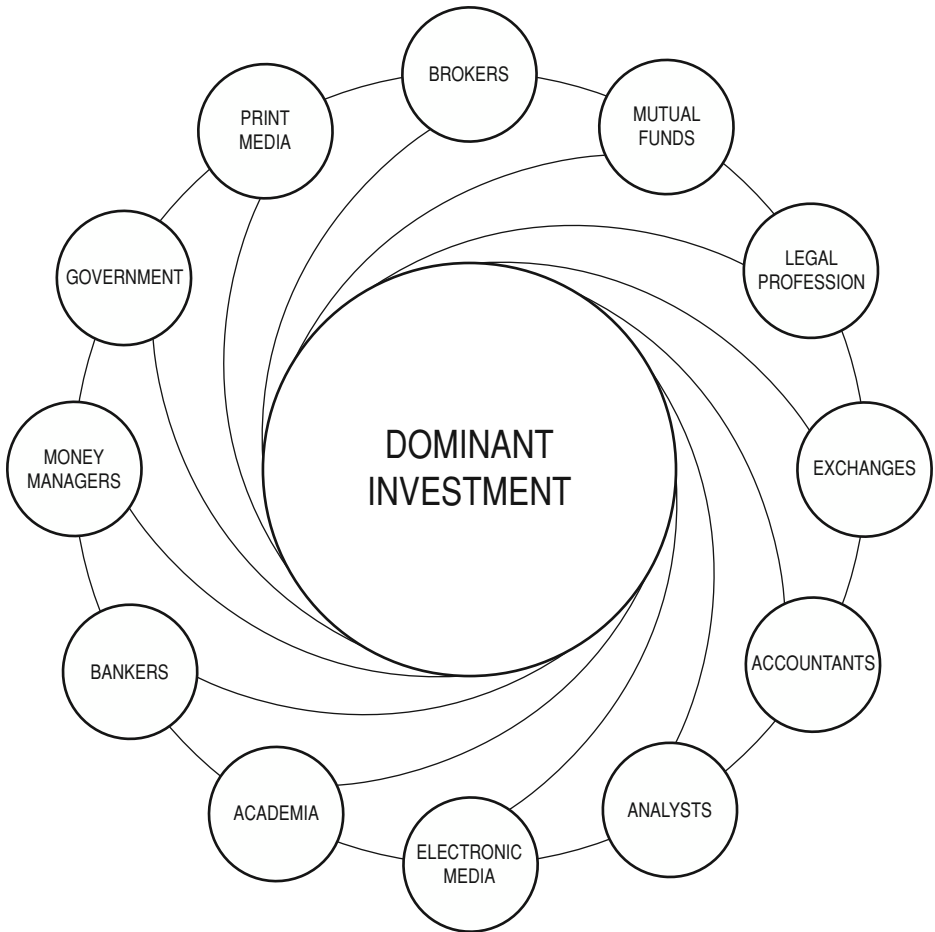 BROKERS
MUTUAL
FUNDS
LEGAL
PROFESSION
EXCHANGES
ACCOUNTANTS
ANALYSTS
ELECTRONIC
MEDIA
ACADEMIA
BANKERS
MONEY
MANAGERS
GOVERNMENT
PRINT
MEDIA
DOMINANT
INVESTMENT